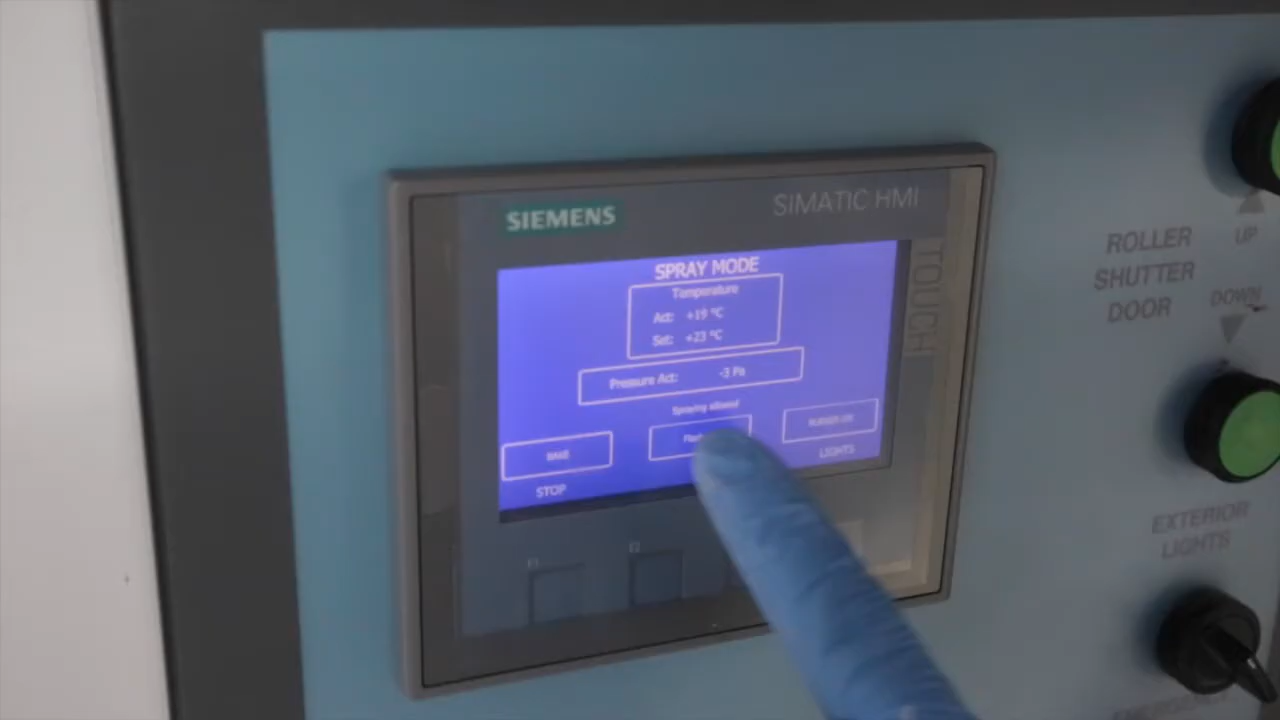 SIEMENS
SIMATIC HMI
TOUCH
SPRAY MODE
Temperature
Act: +19 °C
Set: +23 °C
Pressure Act: -3 Pa
Spraying allowed
BAKE
STOP
LIGHTS
ROLLER
SHUTTER
DOOR
UP
DOWN
EXTERIOR
LIGHTS